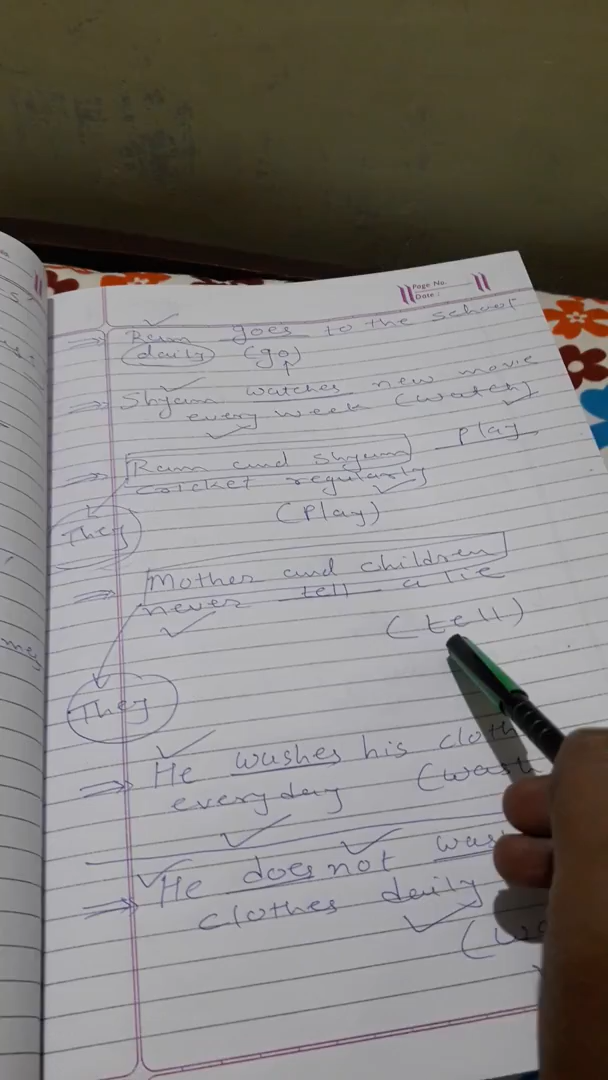 Page No.
Date :
Ram goes to the school
daily (go)
Shyam watches new movie
every week (watch)
Ram and Shyam play
cricket regularly
(Play)
They
Mother and children
never tell a lie
(tell)
They
He washes his cloth
everyday (wash
He does not was
clothes daily